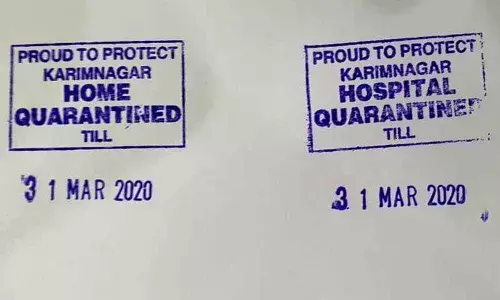 PROUD TO PROTECT
KARIMNAGAR
HOME
QUARANTINED
TILL
31 MAR 2020
PROUD TO PROTECT
KARIMNAGAR
HOSPITAL
QUARANTINED
TILL
31 MAR 2020